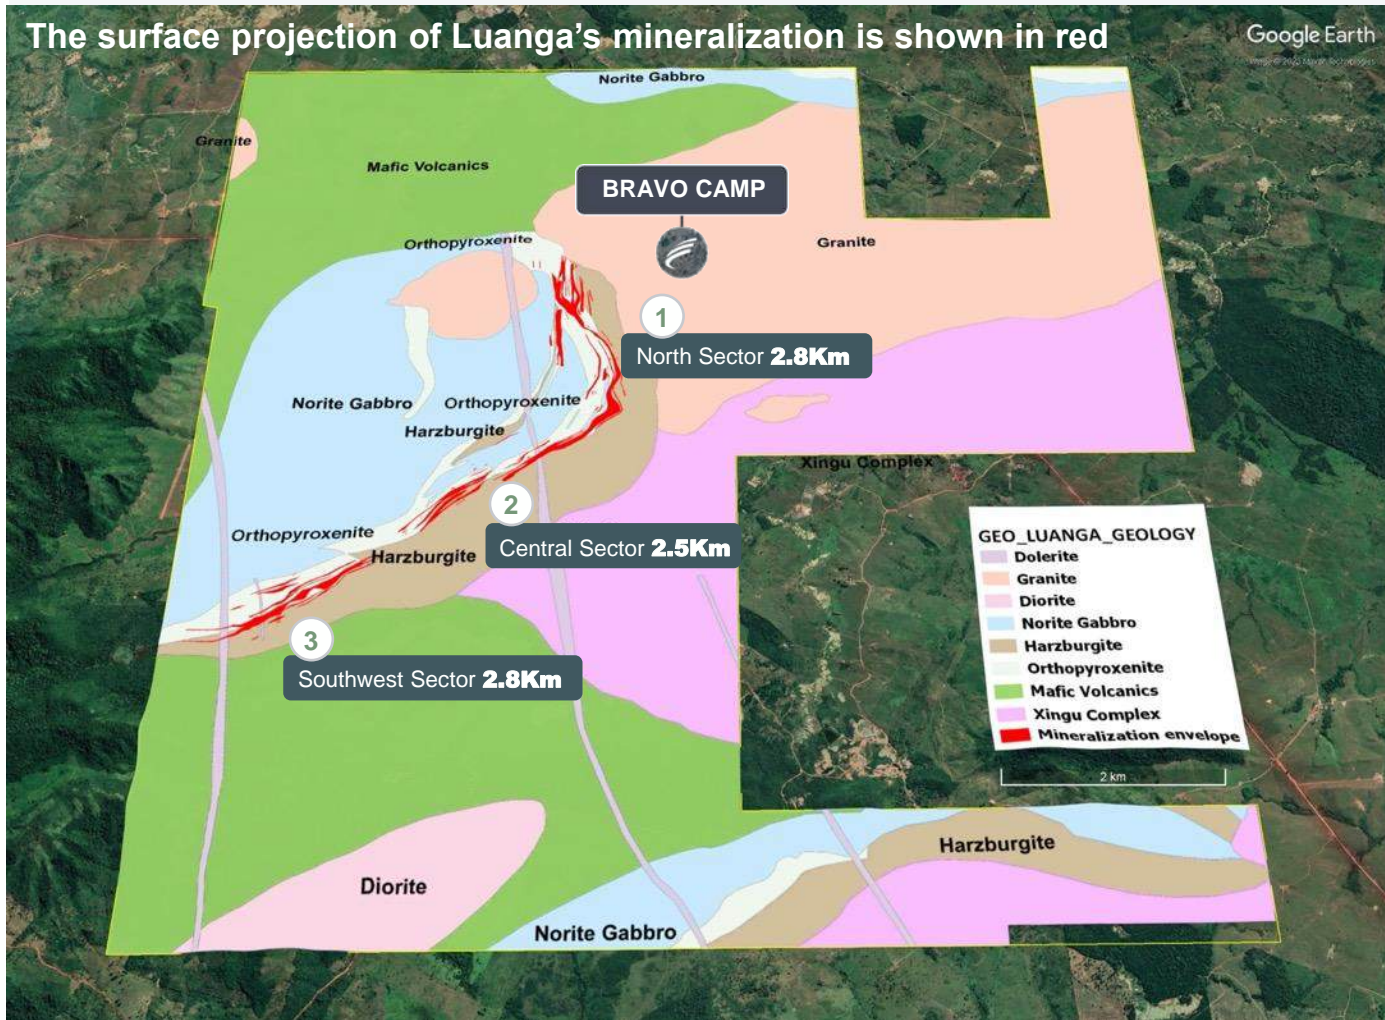 The surface projection of Luanga's mineralization is shown in red
Google Earth
Norite Gabbro
Granite
Mafic Volcanics
BRAVO CAMP
Orthopyroxenite
Granite
1
North Sector 2.8Km
Norite Gabbro
Orthopyroxenite
Harzburgite
Xingu Complex
2
Orthopyroxenite
Central Sector 2.5Km
Harzburgite
3
Southwest Sector 2.8Km
GEO_LUANGA_GEOLOGY
Dolerite
Granite
Diorite
Norite Gabbro
Harzburgite
Orthopyroxenite
Mafic Volcanics
Xingu Complex
Mineralization envelope
2 km
Harzburgite
Diorite
Norite Gabbro